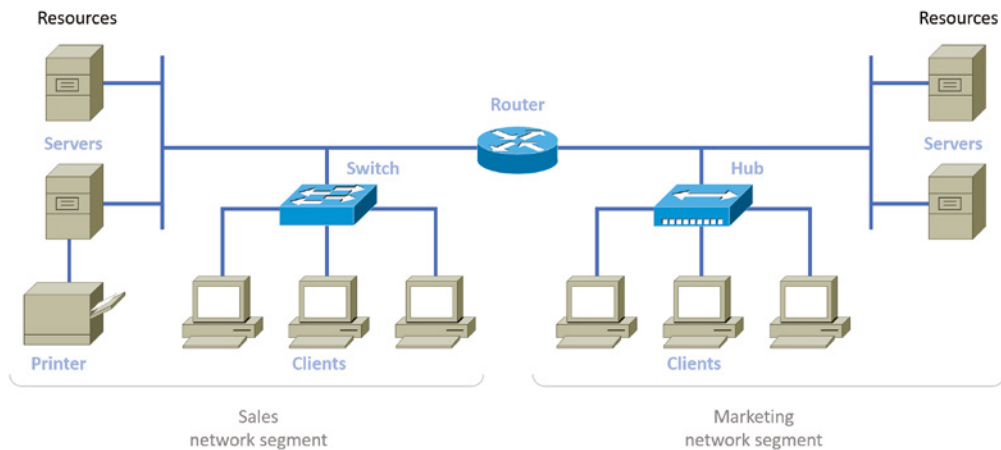 Resources
Resources
Router
Servers
Servers
Switch
Hub
Printer
Clients
Clients
Sales
network segment
Marketing
network segment